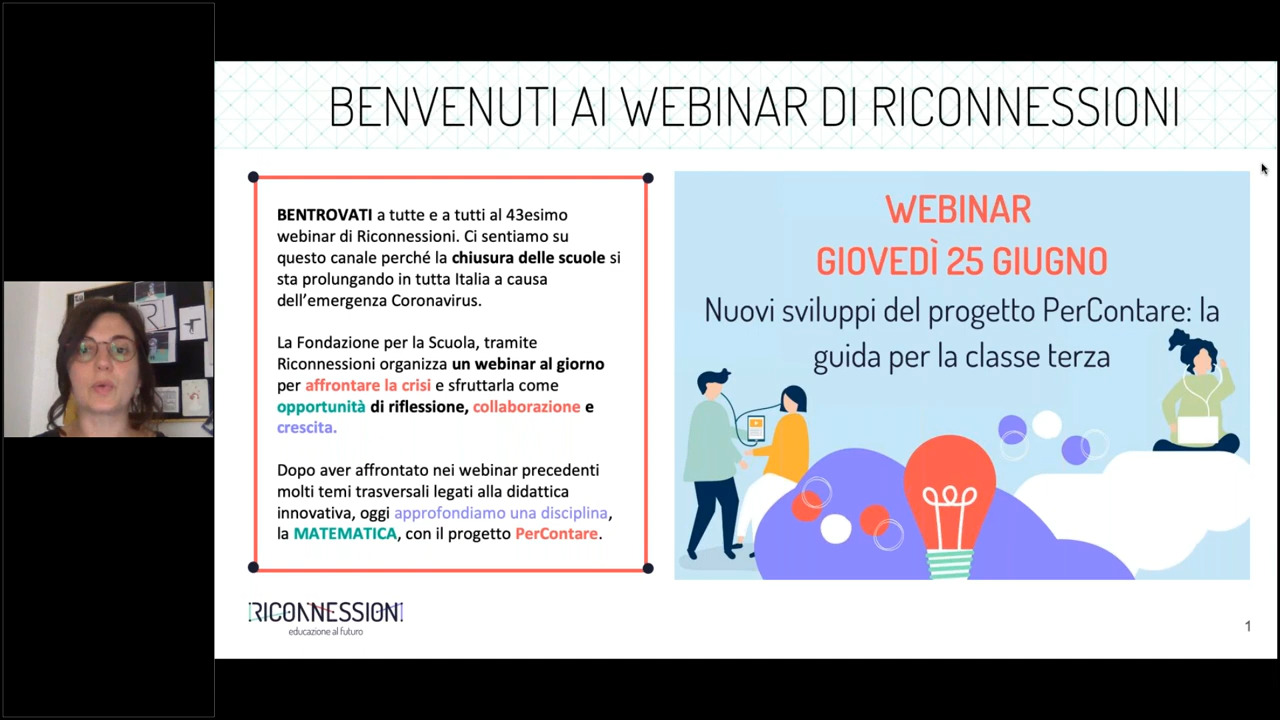 BENVENUTI AI WEBINAR DI RICONNESSIONI
BENTROVATI a tutte e a tutti al 43esimo
webinar di Riconnessioni. Ci sentiamo su
questo canale perché la chiusura delle scuole si
sta prolungando in tutta Italia a causa
dell'emergenza Coronavirus.
La Fondazione per la Scuola, tramite
Riconnessioni organizza un webinar al giorno
per affrontare la crisi e sfruttarla come
opportunità di riflessione, collaborazione e
crescita.
Dopo aver affrontato nei webinar precedenti
molti temi trasversali legati alla didattica
innovativa, oggi approfondiamo una disciplina,
la MATEMATICA, con il progetto PerContare.
WEBINAR
GIOVEDÌ 25 GIUGNO
Nuovi sviluppi del progetto PerContare: la
guida per la classe terza
RICONNESSIONI
educazione al futuro
1